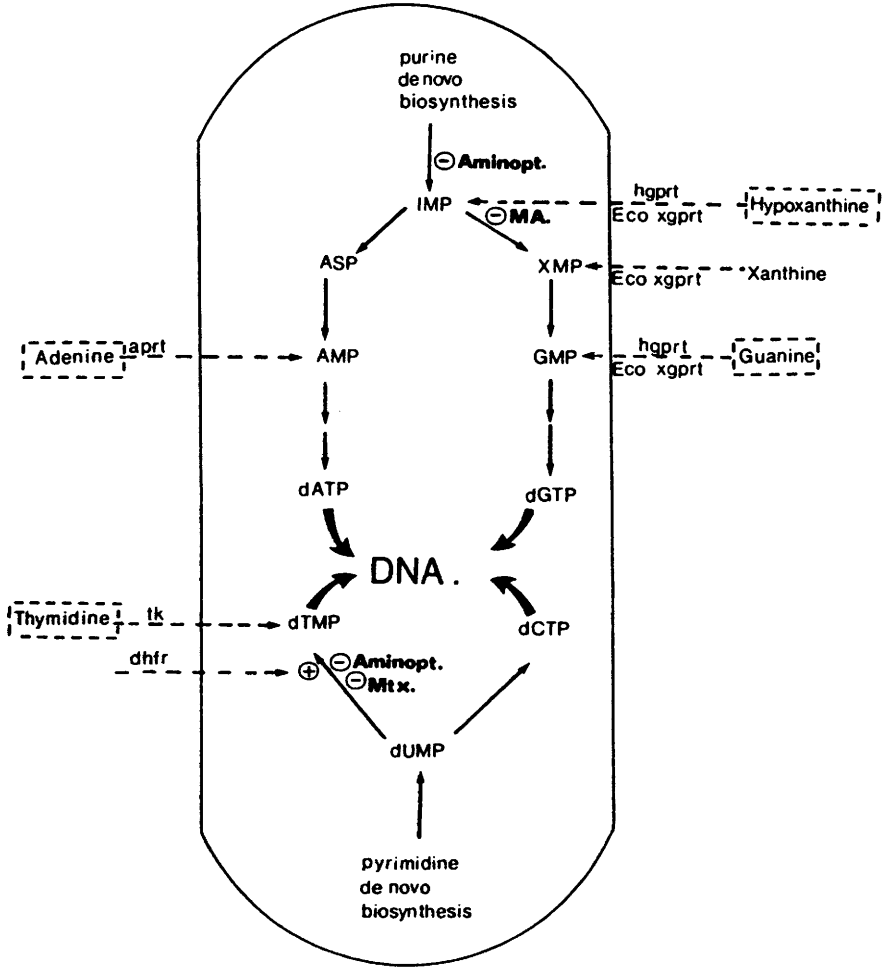 purine
de novo
biosynthesis
⊖ Aminopt.
IMP
hgprt
Hypoxanthine
⊖ MA.
Eco xgprt
ASP
XMP
Eco xgprt
Xanthine
Adenine
aprt
AMP
GMP
hgprt
Eco xgprt
Guanine
dATP
dGTP
DNA .
Thymidine
tk
dTMP
dCTP
dhfr
⊕
⊖ Aminopt.
⊖ Mtx.
dUMP
pyrimidine
de novo
biosynthesis